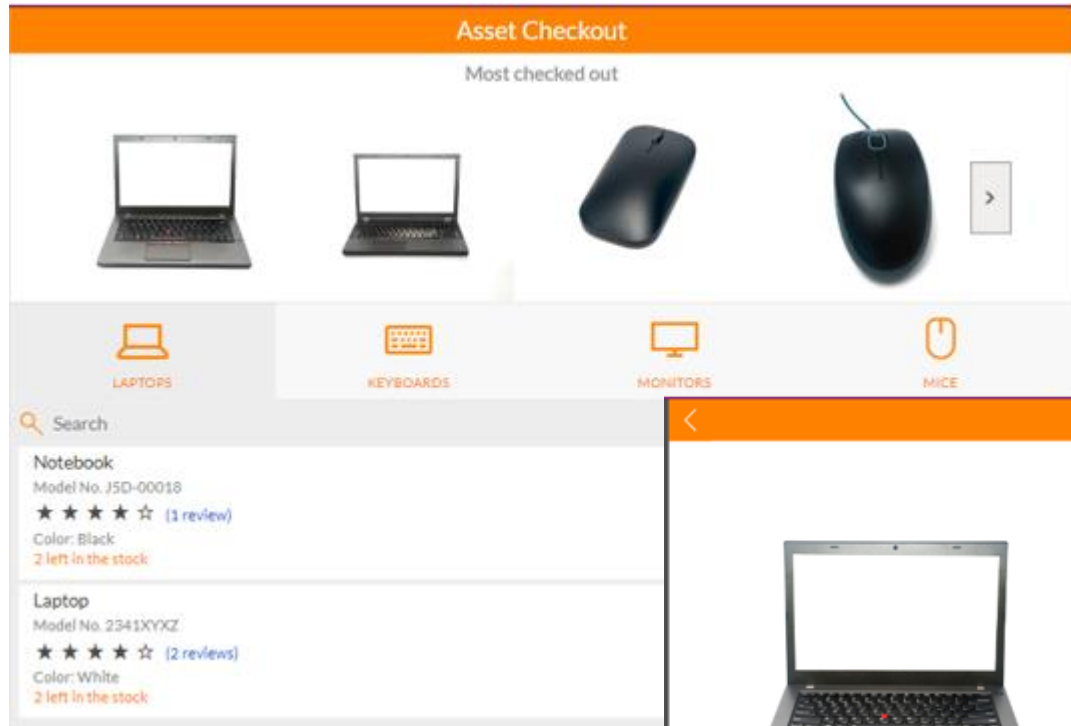 Asset Checkout
Most checked out
>
LAPTOPS
KEYBOARDS
MONITORS
MICE
Search
Notebook
Model No. J5D-00018
★ ★ ★ ★ ☆ (1 review)
Color: Black
2 left in the stock
Laptop
Model No. 2341XYXZ
★ ★ ★ ★ ☆ (2 reviews)
Color: White
2 left in the stock